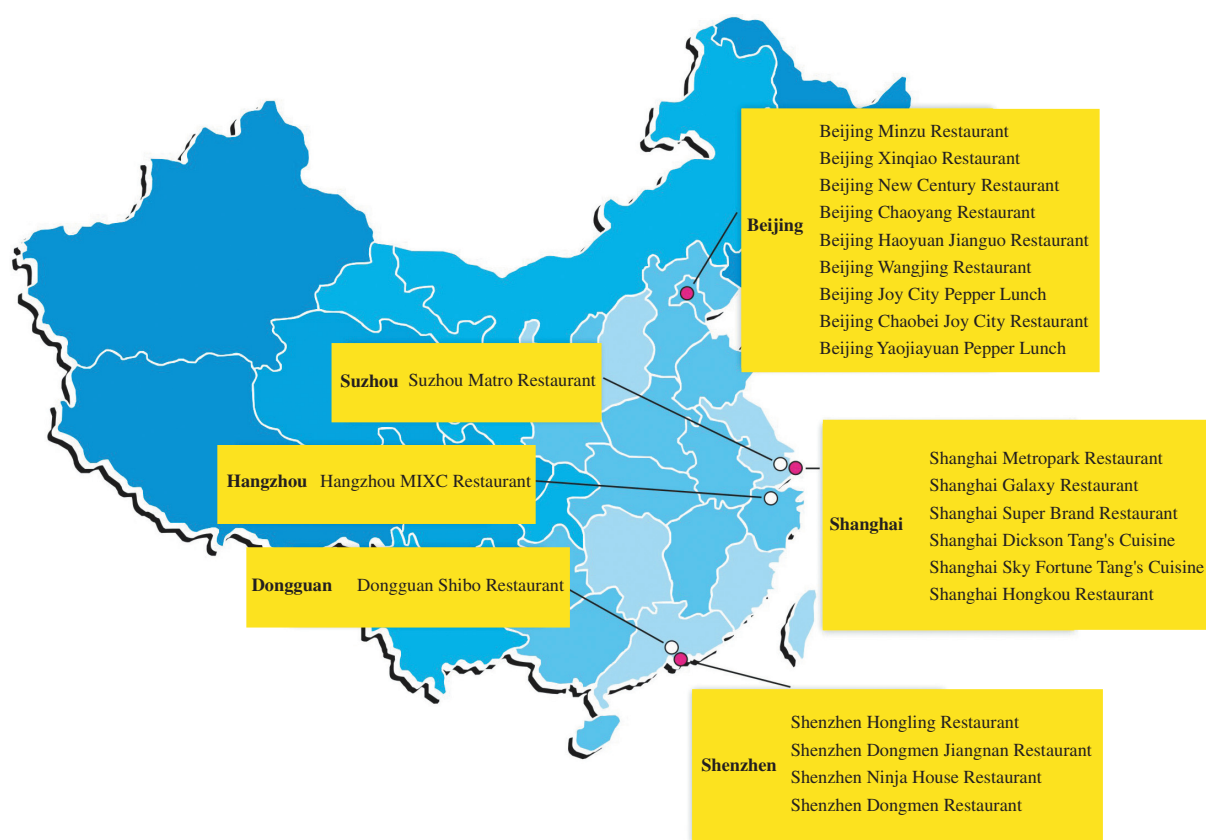 Beijing
Beijing Minzu Restaurant
Beijing Xinqiao Restaurant
Beijing New Century Restaurant
Beijing Chaoyang Restaurant
Beijing Haoyuan Jianguo Restaurant
Beijing Wangjing Restaurant
Beijing Joy City Pepper Lunch
Beijing Chaobei Joy City Restaurant
Beijing Yaojiayuan Pepper Lunch
Suzhou Suzhou Matro Restaurant
Hangzhou Hangzhou MIXC Restaurant
Shanghai
Shanghai Metropark Restaurant
Shanghai Galaxy Restaurant
Shanghai Super Brand Restaurant
Shanghai Dickson Tang's Cuisine
Shanghai Sky Fortune Tang's Cuisine
Shanghai Hongkou Restaurant
Dongguan Dongguan Shibo Restaurant
Shenzhen
Shenzhen Hongling Restaurant
Shenzhen Dongmen Jiangnan Restaurant
Shenzhen Ninja House Restaurant
Shenzhen Dongmen Restaurant